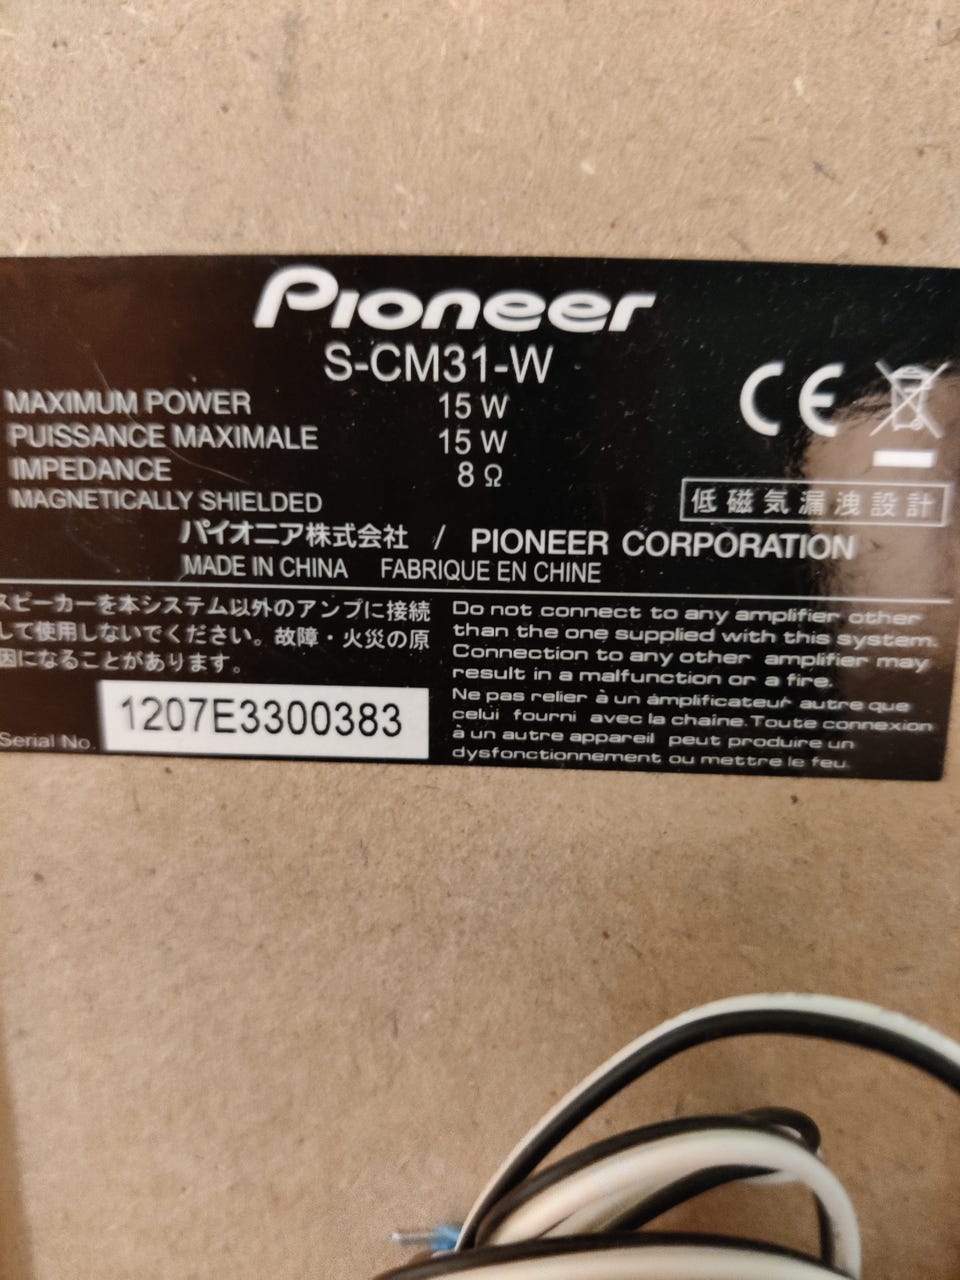 Pioneer
S-CM31-W
MAXIMUM POWER 15 W
PUISSANCE MAXIMALE 15 W
IMPEDANCE 8 Ω
MAGNETICALLY SHIELDED
CE
低磁気漏洩設計
パイオニア株式会社 / PIONEER CORPORATION
MADE IN CHINA FABRIQUE EN CHINE
スピーカーを本システム以外のアンプに接続
して使用しないでください。故障・火災の原
因になることがあります。
Serial No. 1207E3300383
Do not connect to any amplifier other
than the one supplied with this system.
Connection to any other amplifier may
result in a malfunction or a fire.
Ne pas relier à un amplificateur autre que
celui fourni avec la chaîne. Toute connexion
à un autre appareil peut produire un
dysfonctionnement ou mettre le feu.